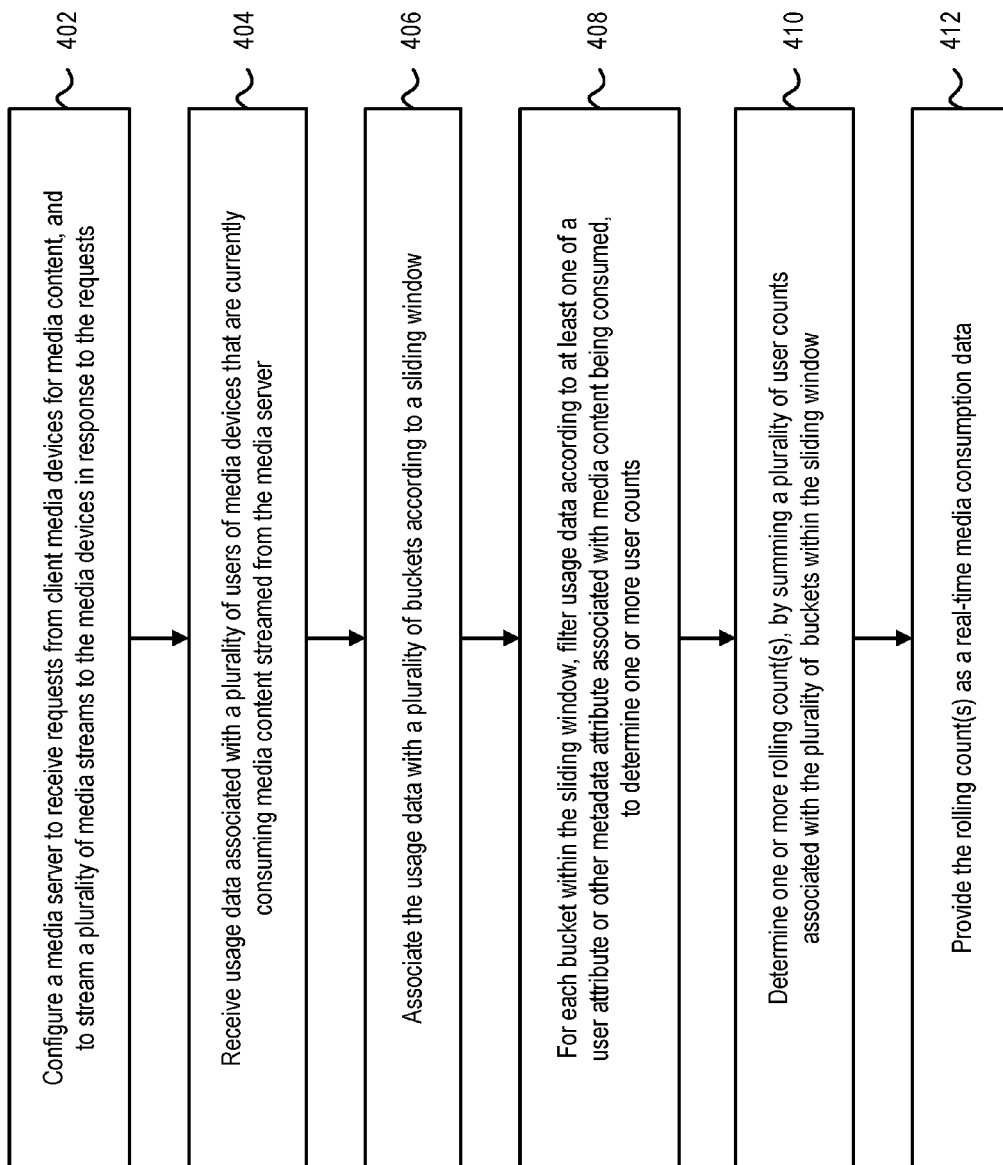 Configure a media server to receive requests from client media devices for media content, and
to stream a plurality of media streams to the media devices in response to the requests
402
Receive usage data associated with a plurality of users of media devices that are currently
consuming media content streamed from the media server
404
Associate the usage data with a plurality of buckets according to a sliding window
406
For each bucket within the sliding window, filter usage data according to at least one of a
user attribute or other metadata attribute associated with media content being consumed,
to determine one or more user counts
408
Determine one or more rolling count(s), by summing a plurality of user counts
associated with the plurality of buckets within the sliding window
410
Provide the rolling count(s) as a real-time media consumption data
412